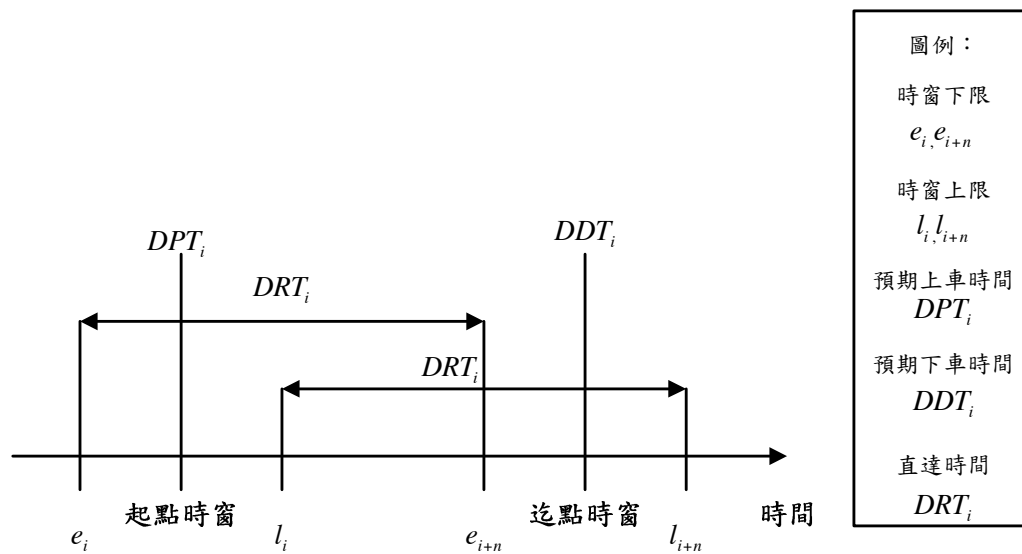 DPT_i
DDT_i
DRT_i
DRT_i
起點時窗
迄點時窗
時間
e_i
l_i
e_{i+n}
l_{i+n}
圖例：
時窗下限
e_i,e_{i+n}
時窗上限
l_i,l_{i+n}
預期上車時間
DPT_i
預期下車時間
DDT_i
直達時間
DRT_i